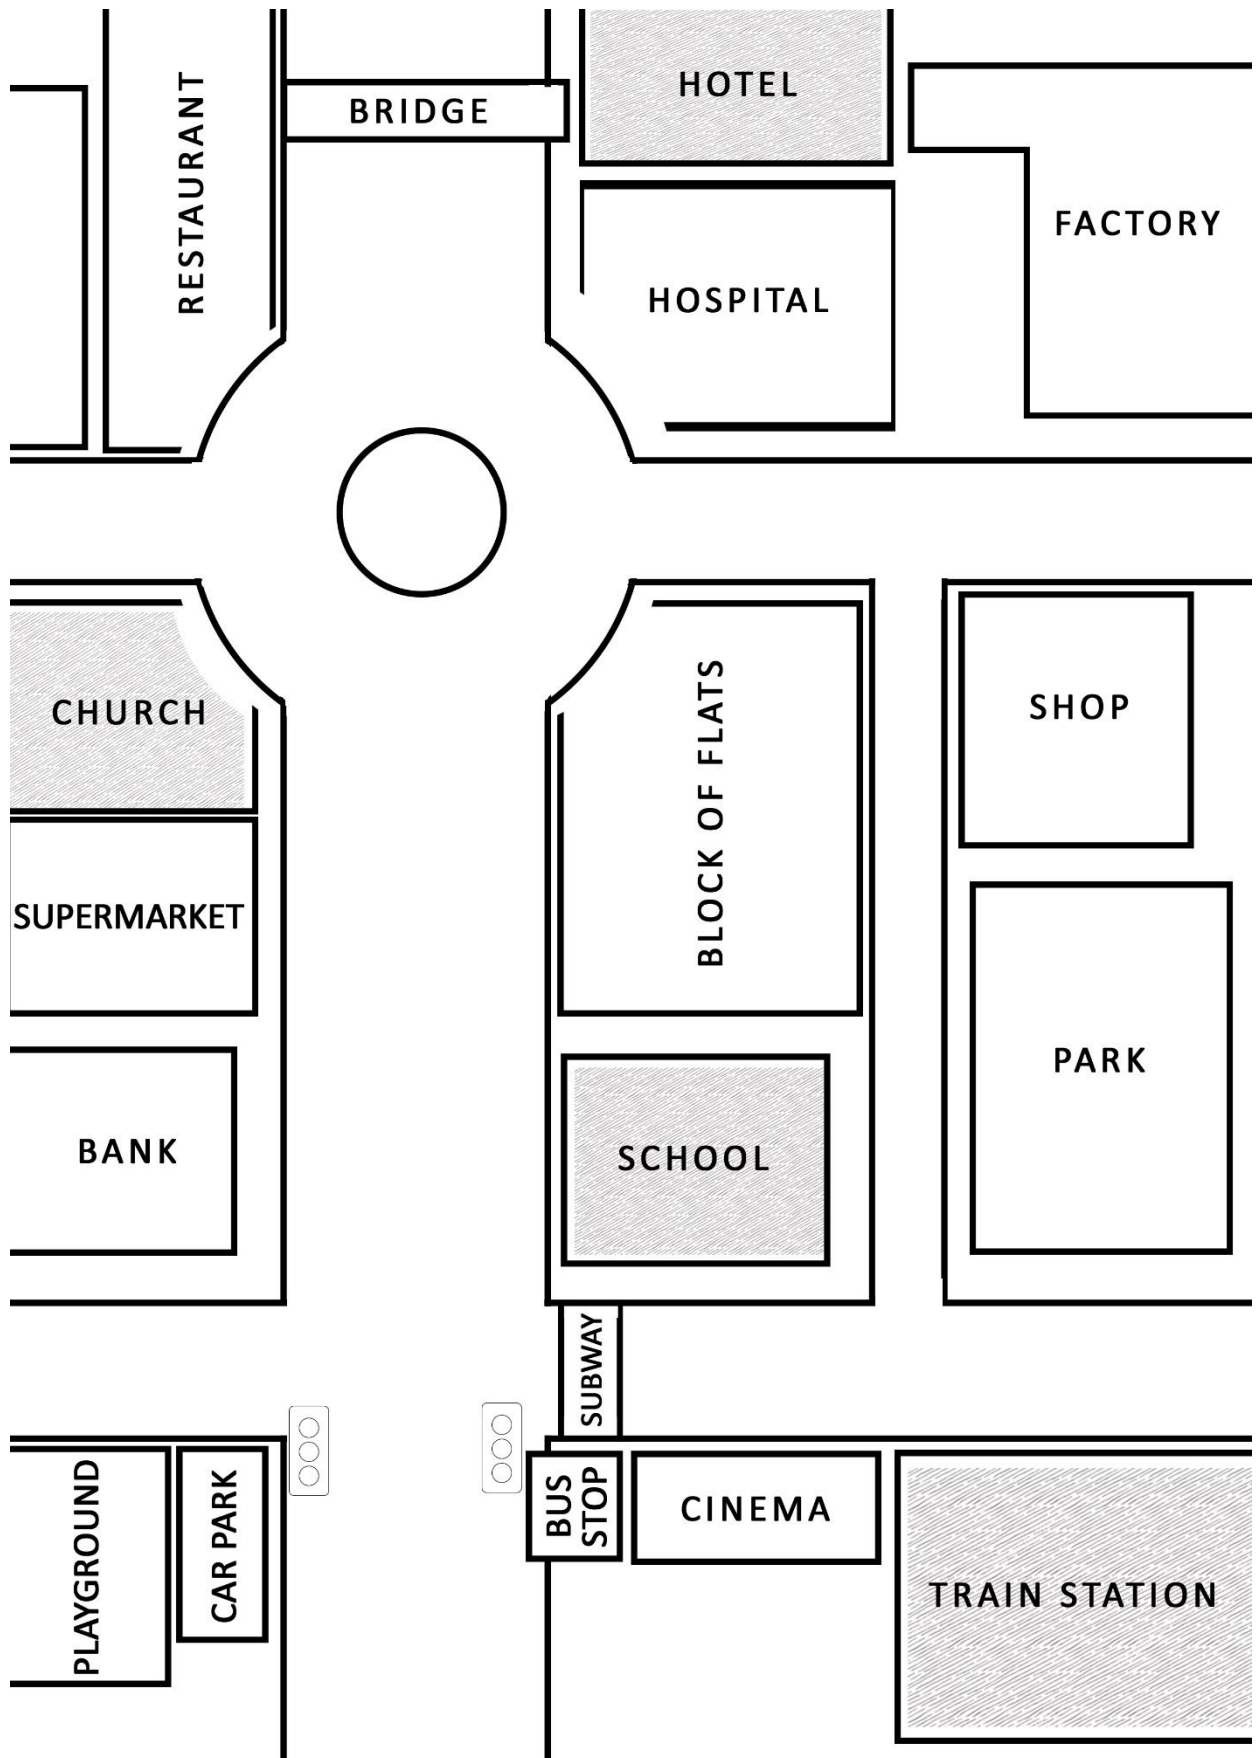 HOTEL
BRIDGE
RESTAURANT
FACTORY
HOSPITAL
CHURCH
BLOCK OF FLATS
SHOP
SUPERMARKET
PARK
BANK
SCHOOL
SUBWAY
PLAYGROUND
CAR PARK
BUS
STOP
CINEMA
TRAIN STATION